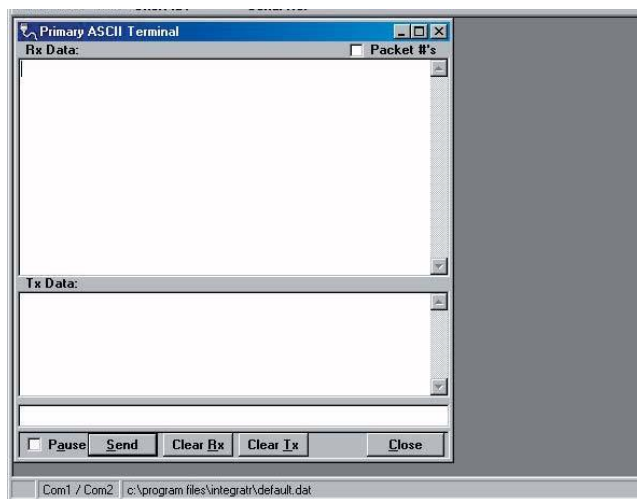 Primary ASCII Terminal
Rx Data: Packet #'s
Tx Data:
Pause Send Clear Rx Clear Tx Close
Com1 / Com2 c:\program files\integratr\default.dat